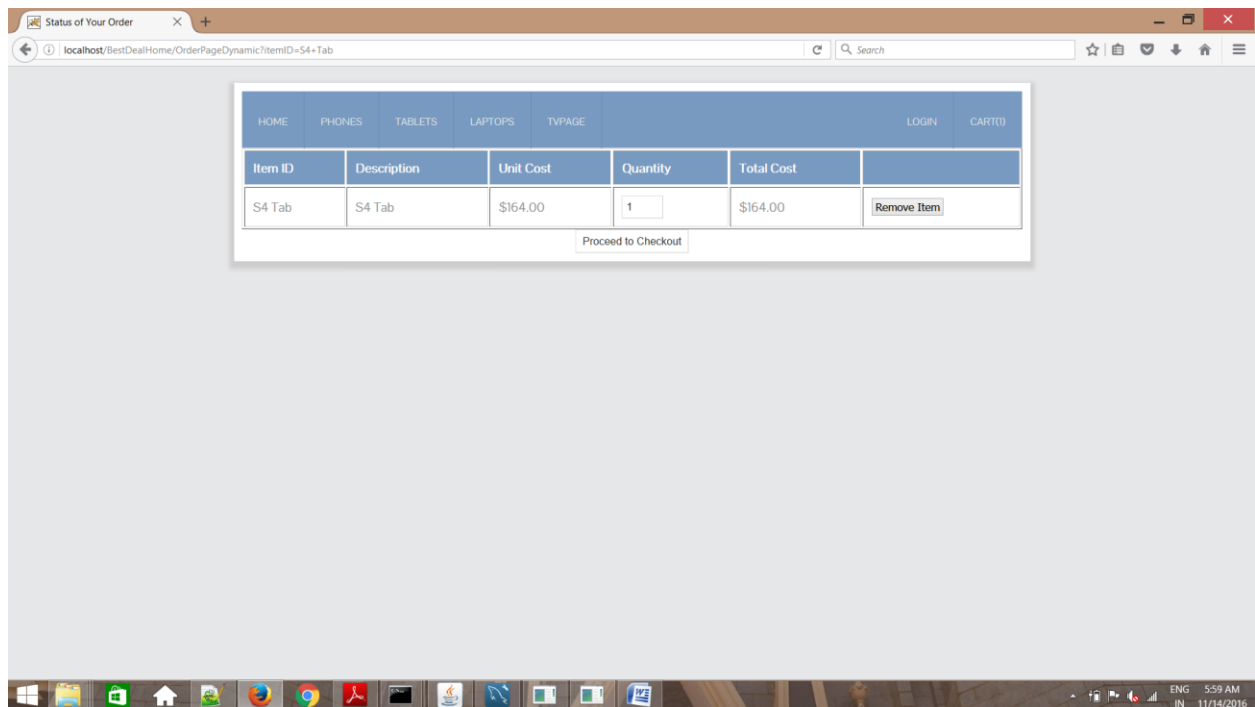 Status of Your Order
localhost/BestDealHome/OrderPageDynamic?itemID=S4+Tab
Search
HOME PHONES TABLETS LAPTOPS TVPAGE LOGIN CART(1)
Item ID Description Unit Cost Quantity Total Cost
S4 Tab S4 Tab $164.00 1 $164.00 Remove Item
Proceed to Checkout
ENG 5:59 AM
IN 11/14/2016